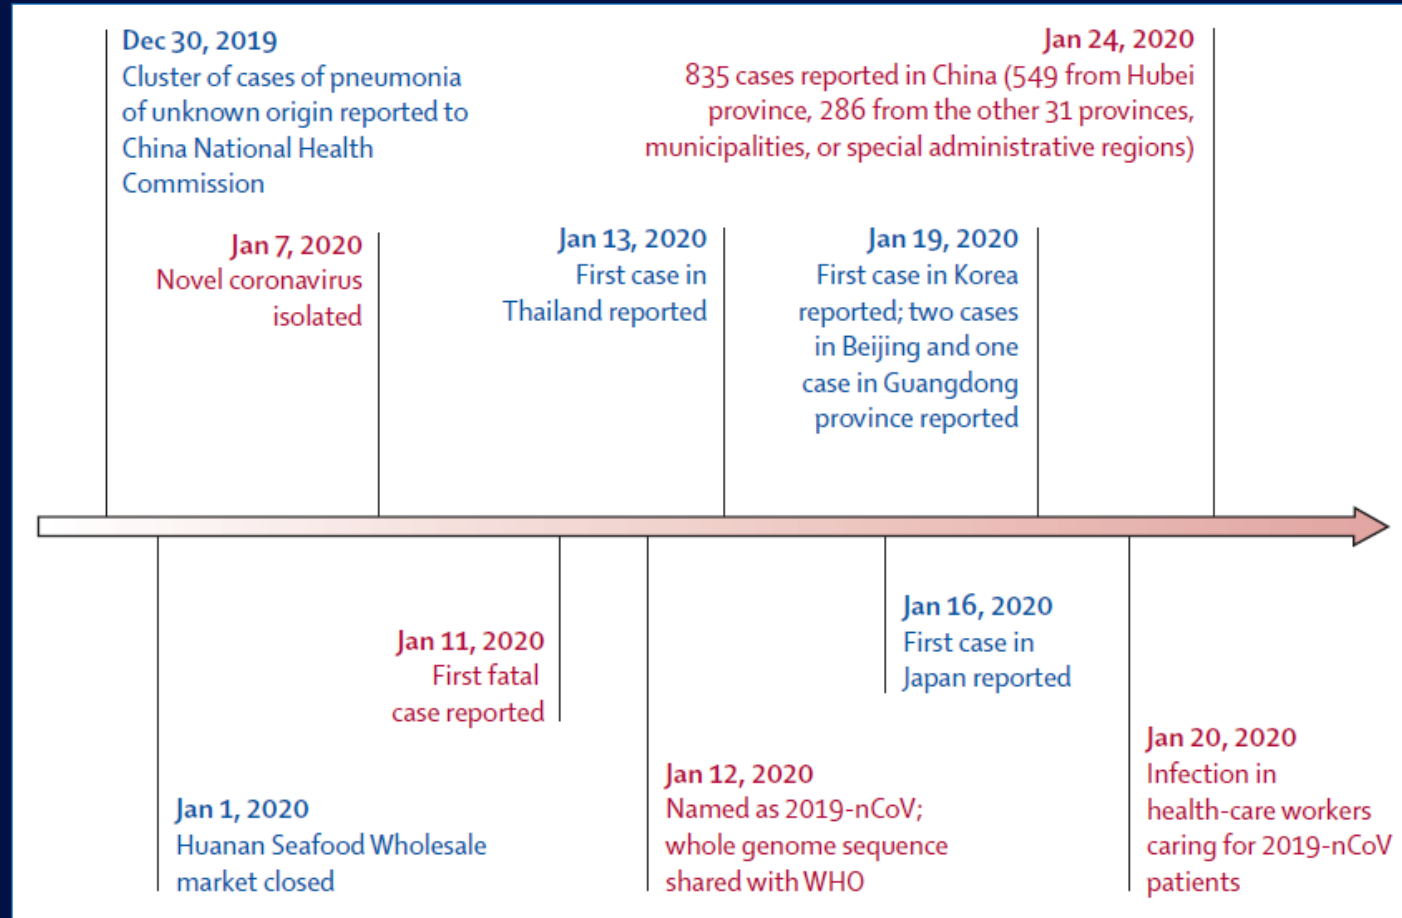 Dec 30, 2019
Cluster of cases of pneumonia
of unknown origin reported to
China National Health
Commission
Jan 24, 2020
835 cases reported in China (549 from Hubei
province, 286 from the other 31 provinces,
municipalities, or special administrative regions)
Jan 7, 2020
Novel coronavirus
isolated
Jan 13, 2020
First case in
Thailand reported
Jan 19, 2020
First case in Korea
reported; two cases
in Beijing and one
case in Guangdong
province reported
Jan 11, 2020
First fatal
case reported
Jan 16, 2020
First case in
Japan reported
Jan 1, 2020
Huanan Seafood Wholesale
market closed
Jan 12, 2020
Named as 2019-nCoV;
whole genome sequence
shared with WHO
Jan 20, 2020
Infection in
health-care workers
caring for 2019-nCoV
patients